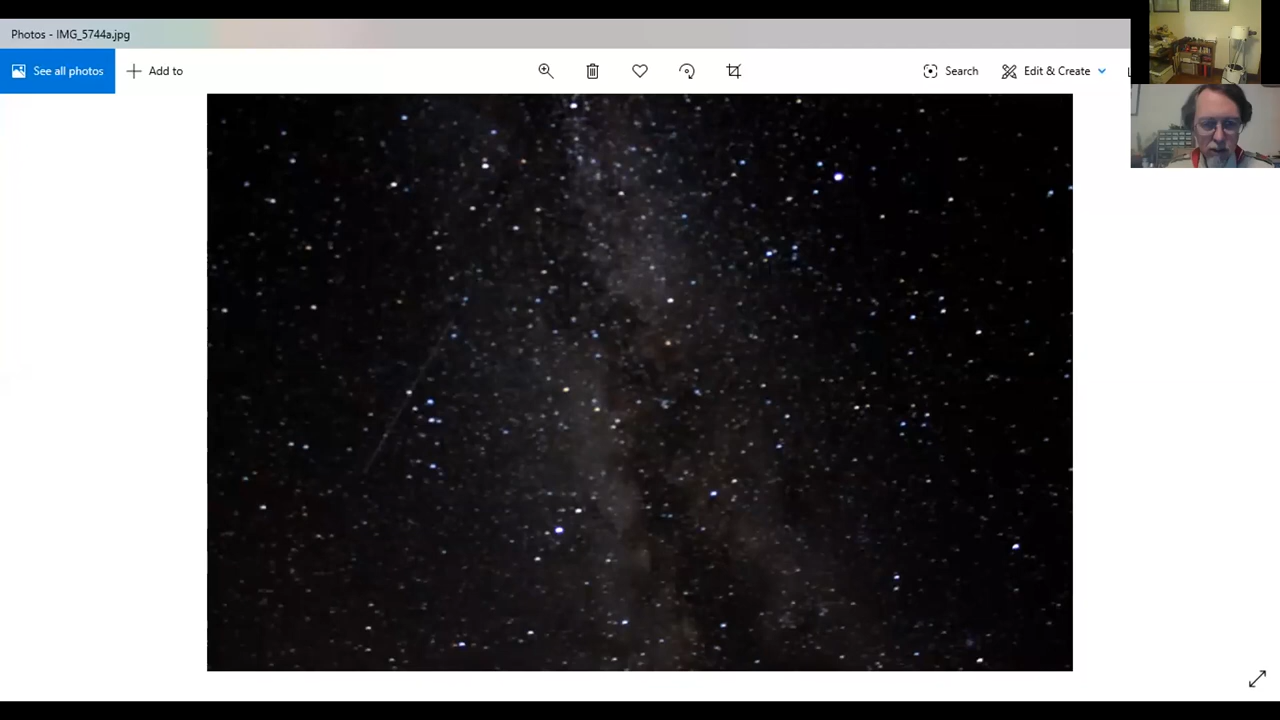 Photos - IMG_5744a.jpg
See all photos
Add to
Search
Edit & Create